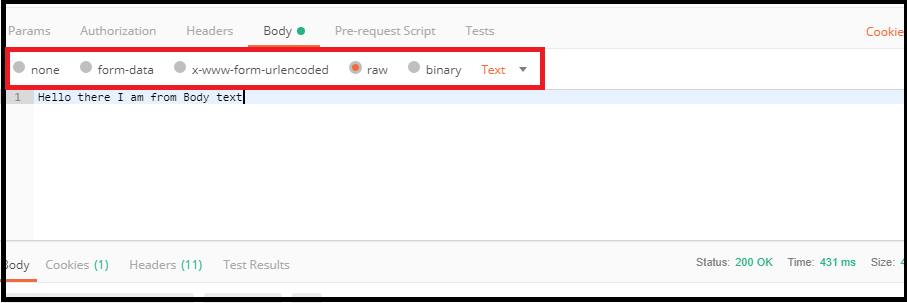 Params Authorization Headers Body Pre-request Script Tests Cookie
none form-data x-www-form-urlencoded raw binary Text
1 Hello there I am from Body text
Body Cookies (1) Headers (11) Test Results Status: 200 OK Time: 431 ms Size: